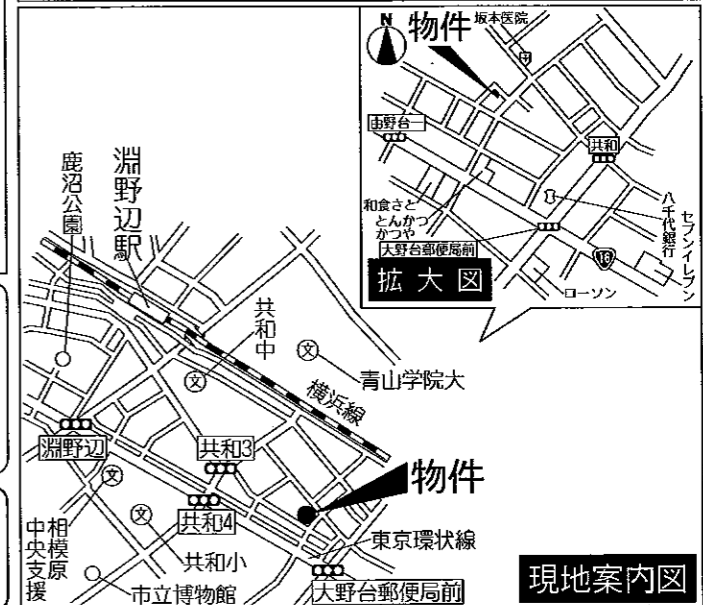 N
物件
坂本医院
由野台一
共和
和食さと
とんかつ
かつや
大野台郵便局前
八千代銀行
セブンイレブン
16
ローソン
拡大図
鹿沼公園
淵野辺駅
共和中
文
文
青山学院大
横浜線
淵野辺
共和3
物件
文
共和4
文
相模原
中央支援
共和小
東京環状線
市立博物館
大野台郵便局前
現地案内図